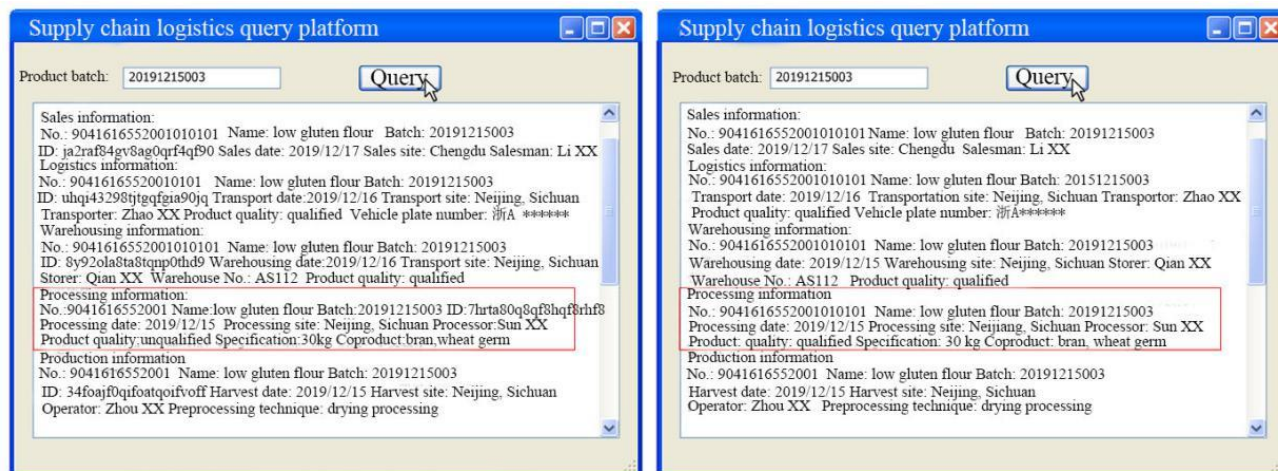 Supply chain logistics query platform
Product batch: 20191215003 Query
Sales information:
No.: 9041616552001010101 Name: low gluten flour Batch: 20191215003
ID: ja2raf84gv8ag0qrf4qf90 Sales date: 2019/12/17 Sales site: Chengdu Salesman: Li XX
Logistics information:
No.: 90416165520010101 Name: low gluten flour Batch: 20191215003
ID: uhqi43298tjtgqfgia90jq Transport date:2019/12/16 Transport site: Neijing, Sichuan
Transporter: Zhao XX Product quality: qualified Vehicle plate number: 浙A ******
Warehousing information:
No.: 9041616552001010101 Name: low gluten flour Batch: 20191215003
ID: 8y92ola8ta8tqnp0thd9 Warehousing date:2019/12/16 Transport site: Neijing, Sichuan
Storer: Qian XX Warehouse No.: AS112 Product quality: qualified
Processing information:
No.:9041616552001 Name:low gluten flour Batch:20191215003 ID:7hrta80q8qf8hqf8rhf8
Processing date: 2019/12/15 Processing site: Neijing, Sichuan Processor:Sun XX
Product quality:unqualified Specification:30kg Coproduct:bran,wheat germ
Production information
No.: 9041616552001 Name: low gluten flour Batch: 20191215003
ID: 34foajf0qifoatqoifvoff Harvest date: 2019/12/15 Harvest site: Neijing, Sichuan
Operator: Zhou XX Preprocessing technique: drying processing
Supply chain logistics query platform
Product batch: 20191215003 Query
Sales information:
No.: 9041616552001010101 Name: low gluten flour Batch: 20191215003
Sales date: 2019/12/17 Sales site: Chengdu Salesman: Li XX
Logistics information:
No.: 9041616552001010101 Name: low gluten flour Batch: 20151215003
Transport date: 2019/12/16 Transportation site: Neijing, Sichuan Transportor: Zhao XX
Product quality: qualified Vehicle plate number: 浙A******
Warehousing information:
No.: 9041616552001010101 Name: low gluten flour Batch: 20191215003
Warehousing date: 2019/12/15 Warehousing site: Neijing, Sichuan Storer: Qian XX
Warehouse No.: AS112 Product quality: qualified
Processing information
No.: 9041616552001010101 Name: low gluten flour Batch: 20191215003
Processing date: 2019/12/15 Processing site: Neijiang, Sichuan Processor: Sun XX
Product: quality: qualified Specification: 30 kg Coproduct: bran, wheat germ
Production information
No.: 9041616552001 Name: low gluten flour Batch: 20191215003
Harvest date: 2019/12/15 Harvest site: Neijing, Sichuan
Operator: Zhou XX Preprocessing technique: drying processing